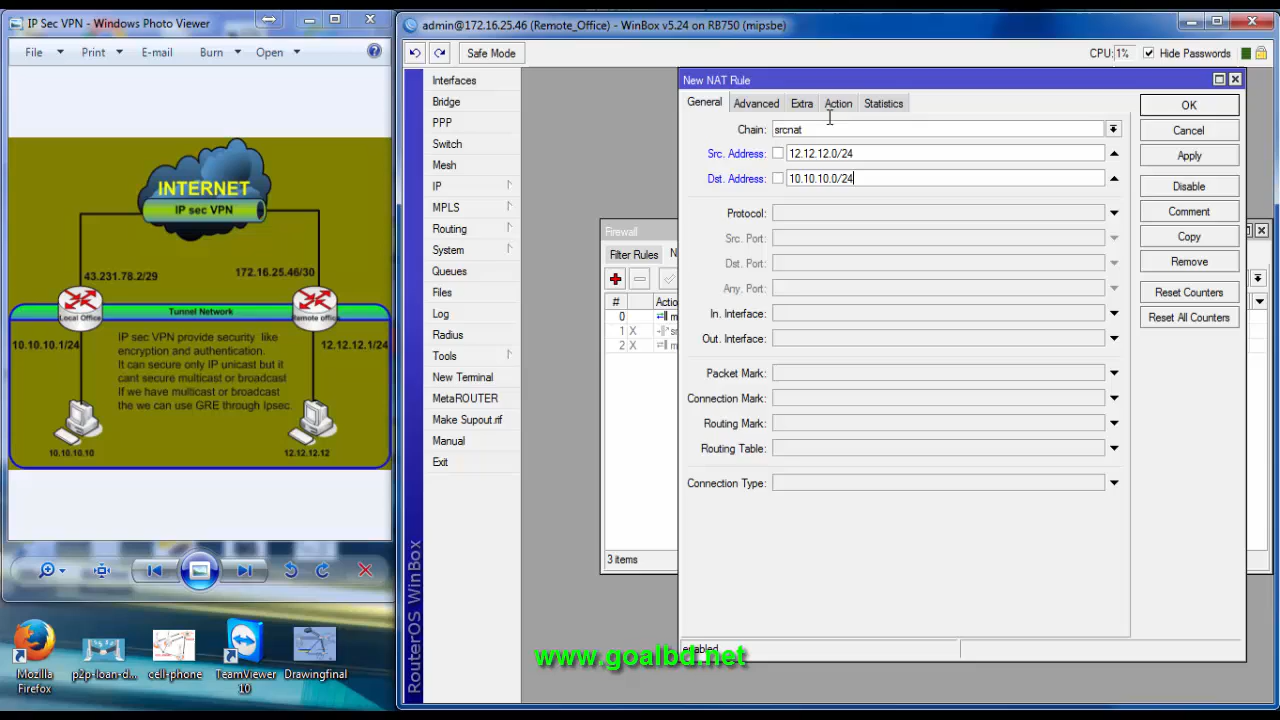 IP Sec VPN - Windows Photo Viewer
File
Print
E-mail
Burn
Open
INTERNET
IP sec VPN
43.231.78.2/29
172.16.25.46/30
Tunnel Network
Local Office
Remote office
10.10.10.1/24
12.12.12.1/24
IP sec VPN provide security like
encryption and authentication.
It can secure only IP unicast but it
cant secure multicast or broadcast
If we have multicast or broadcast
the we can use GRE through Ipsec.
10.10.10.10
12.12.12.12
Mozilla
Firefox
p2p-loan-d...
cell-phone
TeamViewer
10
Drawingfinal
admin@172.16.25.46 (Remote_Office) - WinBox v5.24 on RB750 (mipsbe)
Safe Mode
CPU: 1%
Hide Passwords
RouterOS WinBox
Interfaces
Bridge
PPP
Switch
Mesh
IP
MPLS
Routing
System
Queues
Files
Log
Radius
Tools
New Terminal
MetaROUTER
Make Supout.rif
Manual
Exit
Firewall
Filter Rules
N
#
Actio
0
m
1 X
sr
2 X
m
3 items
New NAT Rule
General
Advanced
Extra
Action
Statistics
Chain: srcnat
Src. Address: 12.12.12.0/24
Dst. Address: 10.10.10.0/24
Protocol:
Src. Port:
Dst. Port:
Any. Port:
In. Interface:
Out. Interface:
Packet Mark:
Connection Mark:
Routing Mark:
Routing Table:
Connection Type:
OK
Cancel
Apply
Disable
Comment
Copy
Remove
Reset Counters
Reset All Counters
enabled
www.goalbd.net